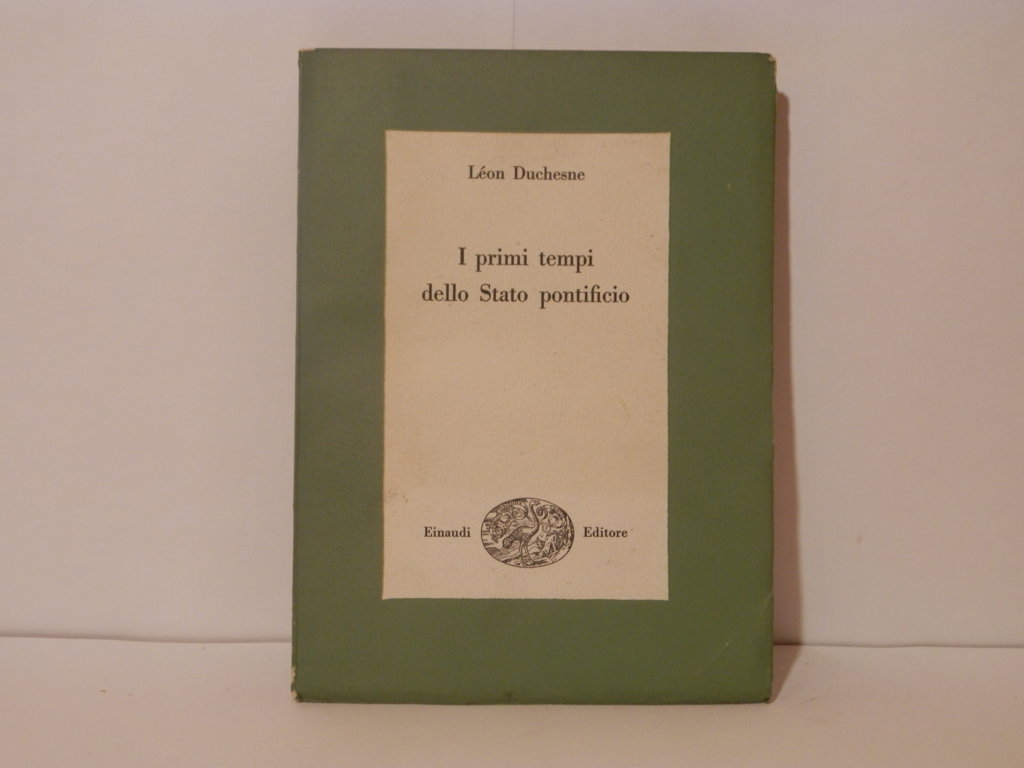 Léon Duchesne
I primi tempi
dello Stato pontificio
Einaudi Editore